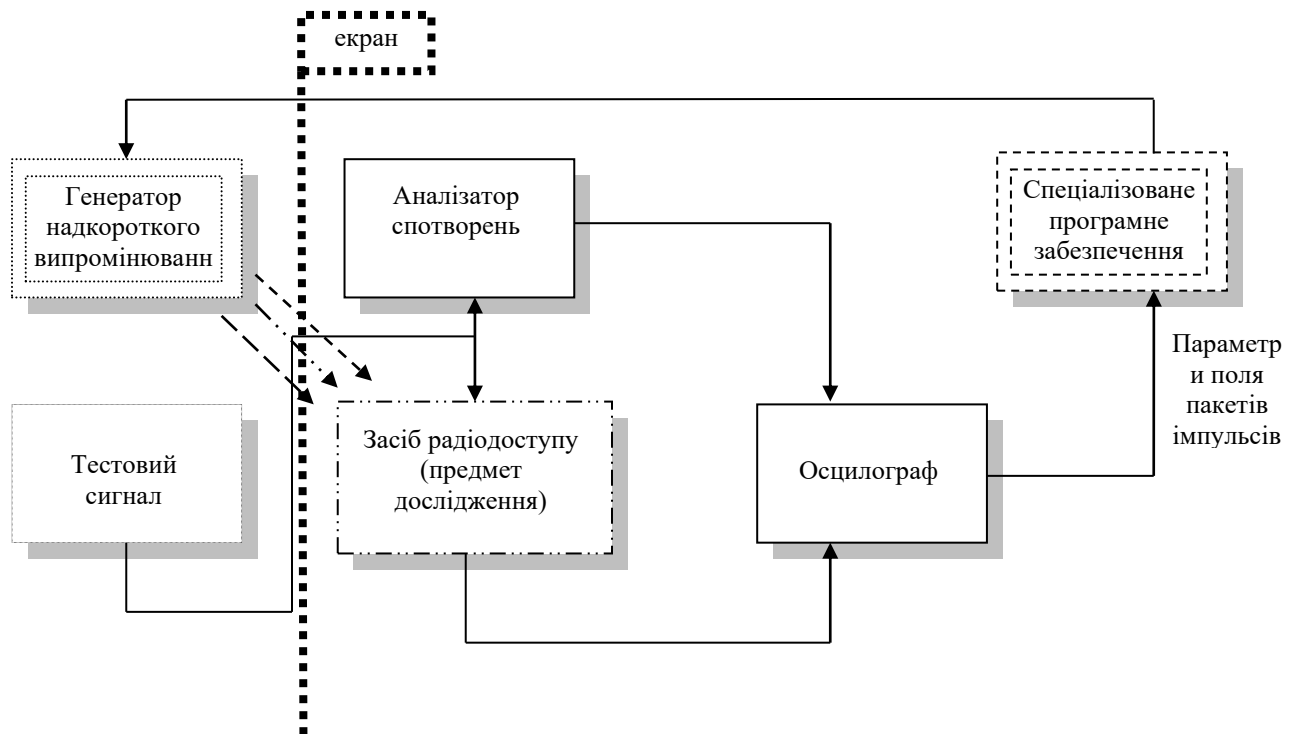 екран
Генератор
надкороткого
випромінюванн
Аналізатор
спотворень
Спеціалізоване
програмне
забезпечення
Параметр
и поля
пакетів
імпульсів
Тестовий
сигнал
Засіб радіодоступу
(предмет
дослідження)
Осцилограф